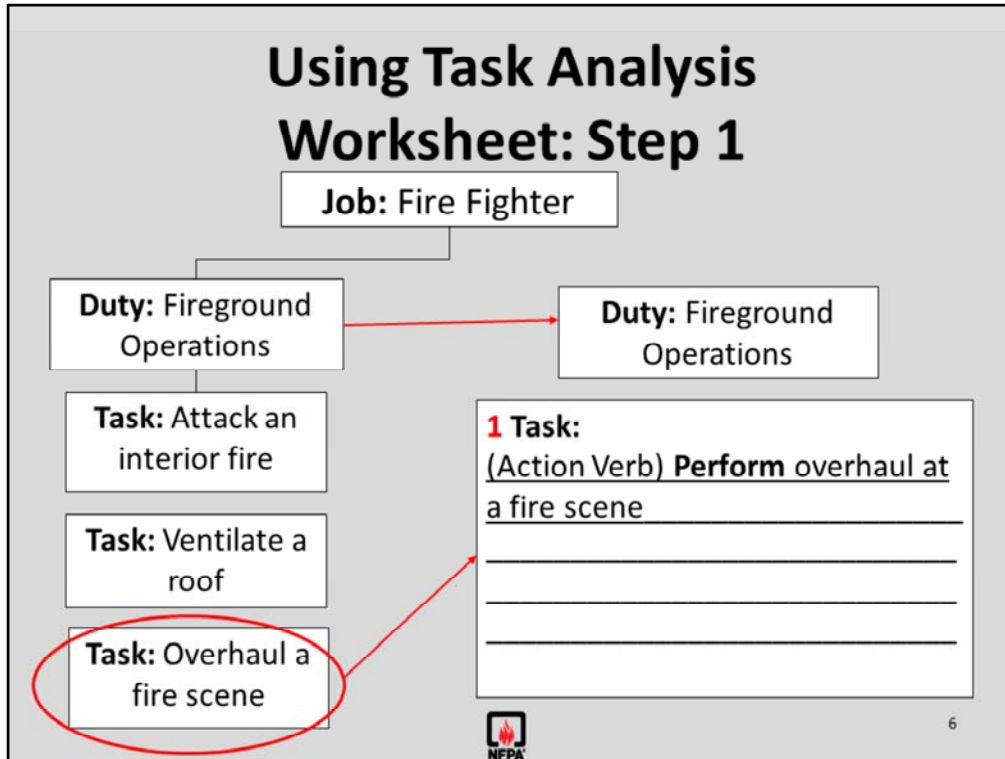 Using Task Analysis
Worksheet: Step 1
Job: Fire Fighter
Duty: Fireground
Operations
Duty: Fireground
Operations
Task: Attack an
interior fire
Task: Ventilate a
roof
Task: Overhaul a
fire scene
1 Task:
(Action Verb) Perform overhaul at
a fire scene
NFPA
6